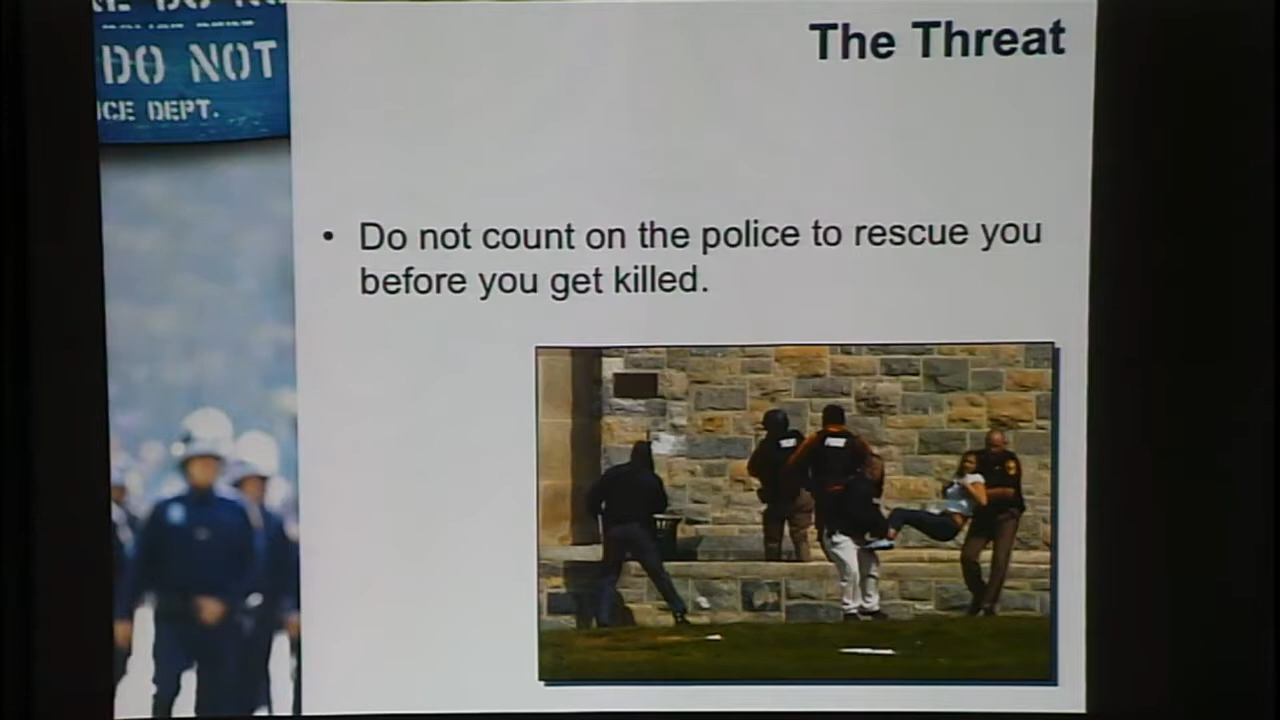 DO NOT
ICE DEPT.
The Threat
• Do not count on the police to rescue you
before you get killed.